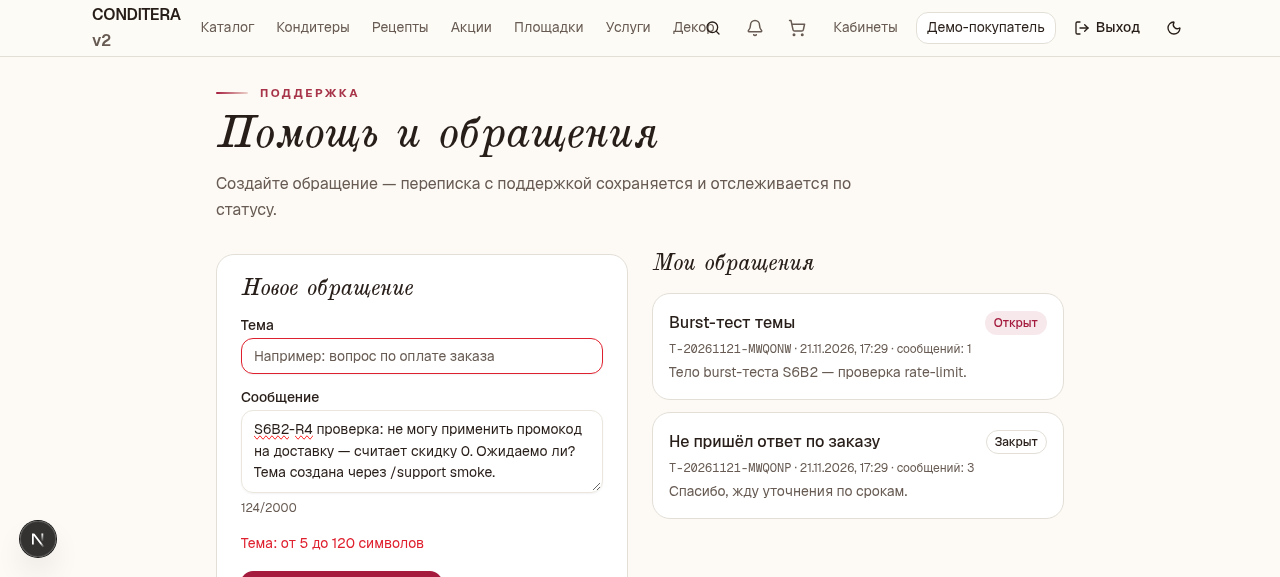 CONDITERA
v2
Каталог Кондитеры Рецепты Акции Площадки Услуги Декор Кабинеты Демо-покупатель Выход
ПОДДЕРЖКА
Помощь и обращения
Создайте обращение — переписка с поддержкой сохраняется и отслеживается по
статусу.
Новое обращение
Тема
Например: вопрос по оплате заказа
Сообщение
S6B2-R4 проверка: не могу применить промокод
на доставку — считает скидку 0. Ожидаемо ли?
Тема создана через /support smoke.
124/2000
Тема: от 5 до 120 символов
Мои обращения
Burst-тест темы Открыт
T-20261121-MWQONW · 21.11.2026, 17:29 · сообщений: 1
Тело burst-теста S6B2 — проверка rate-limit.
Не пришёл ответ по заказу Закрыт
T-20261121-MWQONP · 21.11.2026, 17:29 · сообщений: 3
Спасибо, жду уточнения по срокам.